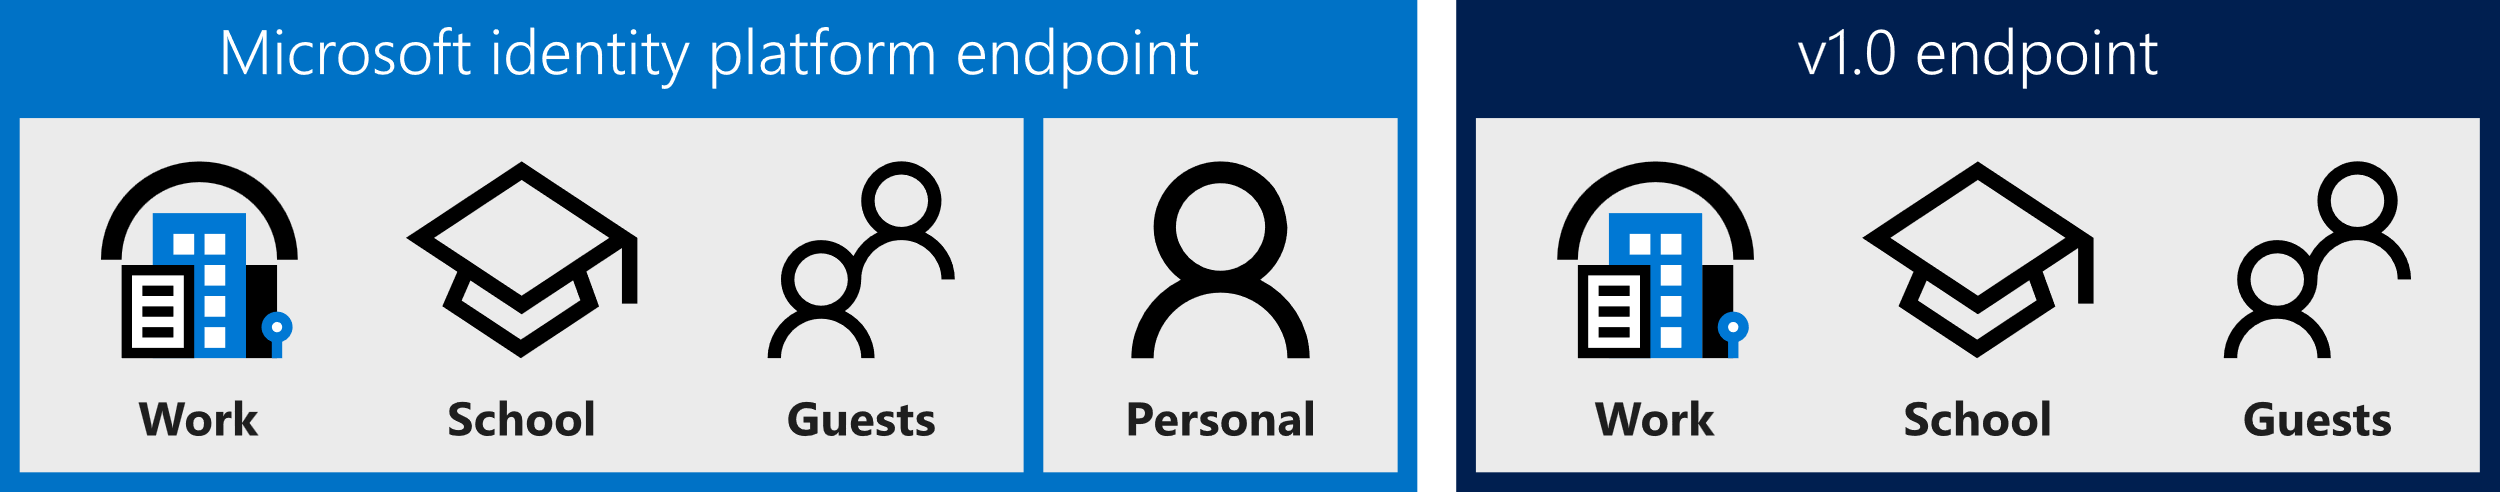 Microsoft identity platform endpoint
Work
School
Guests
Personal
v1.0 endpoint
Work
School
Guests